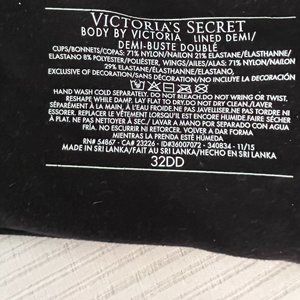 VICTORIA'S SECRET
BODY BY VICTORIA LINED DEMI/
DEMI-BUSTE DOUBLÉ
CUPS/BONNETS/COPAS: 71% NYLON/NAILON 21% ELASTANE/ÉLASTHANNE/
ELASTANO 8% POLYESTER/POLIÉSTER, WINGS/AILES/ALAS: 71% NYLON/NAILON
29% ELASTANE/ÉLASTHANNE/ELASTANO,
EXCLUSIVE OF DECORATION/SANS DÉCORATION/NO INCLUYE LA DECORACIÓN
HAND WASH COLD SEPARATELY. DO NOT BLEACH.DO NOT WRING OR TWIST.
RESHAPE WHILE DAMP, LAY FLAT TO DRY.DO NOT DRY CLEAN./LAVER
SÉPARÉMENT À LA MAIN, À L'EAU FROIDE.NE PAS JAVELLISER.NE PAS TORDRE NI
ESSORER. REMETTRE LE VÊTEMENT LORSQU'IL EST ENCORE HUMIDE FAIRE SÉCHER
À PLAT. NE PAS NETTOYER À SEC./ LAVAR A MANO POR SEPARADO CON AGUA
FRÍA. NO ESCURRIR NI RETORCER. VOLVER A DAR FORMA
MIENTRAS LA PRENDA ESTÉ HÚMEDA
RN# 54867 · CA# 23226 · ID#36007072 · 340834 · 11/15
MADE IN SRI LANKA/FAIT AU SRI LANKA/HECHO EN SRI LANKA
32DD